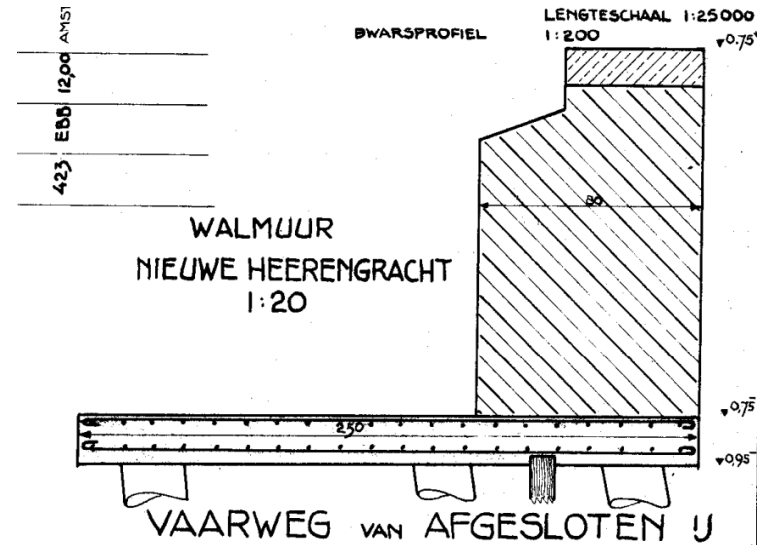 LENGTESCHAAL 1:25000
DWARSPROFIEL 1:200
0.75⁺
423 EBB 12,00 AMST
80
WALMUUR
NIEUWE HEERENGRACHT
1:20
0,75⁻
250
0,95⁻
VAARWEG VAN AFGESLOTEN IJ